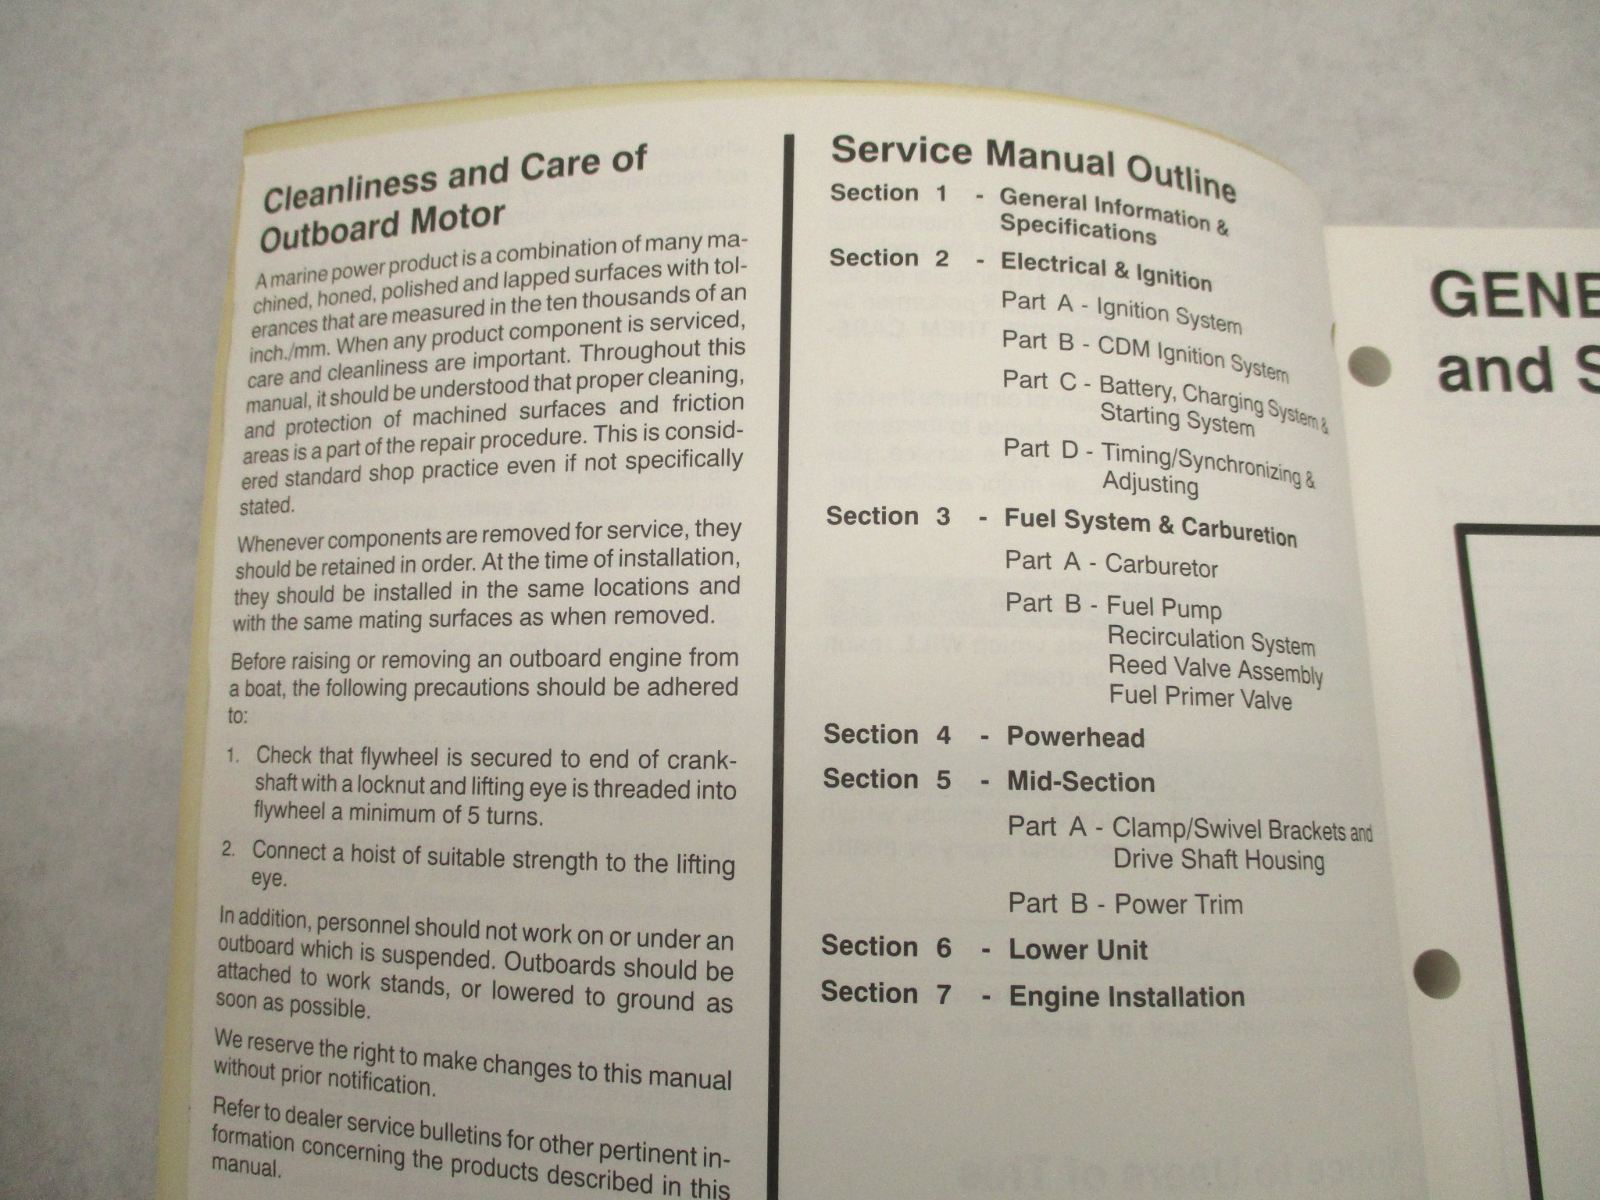 Cleanliness and Care of
Outboard Motor
A marine power product is a combination of many ma-
chined, honed, polished and lapped surfaces with tol-
erances that are measured in the ten thousands of an
inch./mm. When any product component is serviced,
care and cleanliness are important. Throughout this
manual, it should be understood that proper cleaning,
and protection of machined surfaces and friction
areas is a part of the repair procedure. This is consid-
ered standard shop practice even if not specifically
stated.
Whenever components are removed for service, they
should be retained in order. At the time of installation,
they should be installed in the same locations and
with the same mating surfaces as when removed.
Before raising or removing an outboard engine from
a boat, the following precautions should be adhered
to:
1. Check that flywheel is secured to end of crank-
shaft with a locknut and lifting eye is threaded into
flywheel a minimum of 5 turns.
2. Connect a hoist of suitable strength to the lifting
eye.
In addition, personnel should not work on or under an
outboard which is suspended. Outboards should be
attached to work stands, or lowered to ground as
soon as possible.
We reserve the right to make changes to this manual
without prior notification.
Refer to dealer service bulletins for other pertinent in-
formation concerning the products described in this
manual.
Service Manual Outline
Section 1 - General Information &
Specifications
Section 2 - Electrical & Ignition
Part A - Ignition System
Part B - CDM Ignition System
Part C - Battery, Charging System &
Starting System
Part D - Timing/Synchronizing &
Adjusting
Section 3 - Fuel System & Carburetion
Part A - Carburetor
Part B - Fuel Pump
Recirculation System
Reed Valve Assembly
Fuel Primer Valve
Section 4 - Powerhead
Section 5 - Mid-Section
Part A - Clamp/Swivel Brackets and
Drive Shaft Housing
Part B - Power Trim
Section 6 - Lower Unit
Section 7 - Engine Installation
GENE
and S